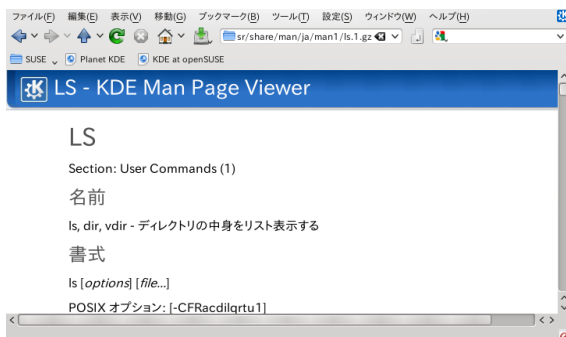 ファイル(F) 編集(E) 表示(V) 移動(G) ブックマーク(B) ツール(T) 設定(S) ウィンドウ(W) ヘルプ(H)
sr/share/man/ja/man1/ls.1.gz
SUSE Planet KDE KDE at openSUSE
LS - KDE Man Page Viewer
LS
Section: User Commands (1)
名前
ls, dir, vdir - ディレクトリの中身をリスト表示する
書式
ls [options] [file...]
POSIX オプション: [-CFRacdilqrtu1]